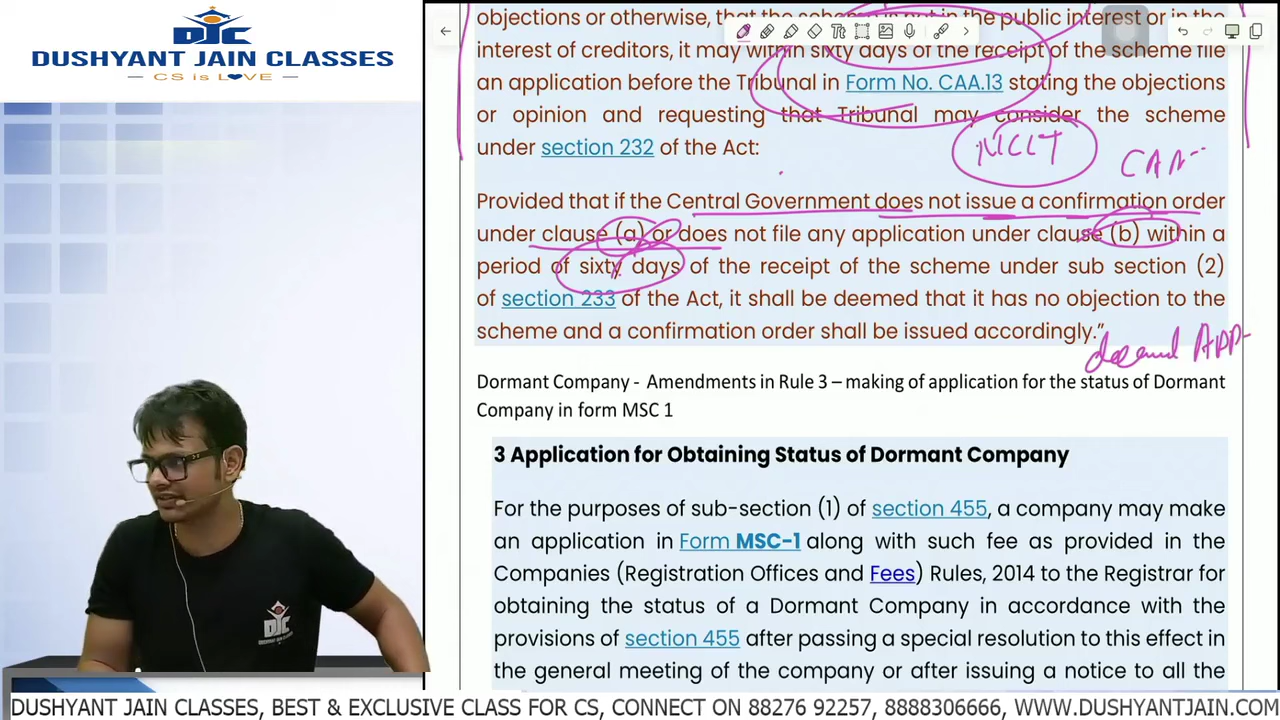 DJC
DUSHYANT JAIN CLASSES
CS is LOVE
objections or otherwise, that the scheme is not in the public interest or in the
interest of creditors, it may within sixty days of the receipt of the scheme file
an application before the Tribunal in Form No. CAA.13 stating the objections
or opinion and requesting that Tribunal may consider the scheme
under section 232 of the Act:
NCLT
CAA-
Provided that if the Central Government does not issue a confirmation order
under clause (a) or does not file any application under clause (b) within a
period of sixty days of the receipt of the scheme under sub section (2)
of section 233 of the Act, it shall be deemed that it has no objection to the
scheme and a confirmation order shall be issued accordingly.”
deemed App-
Dormant Company - Amendments in Rule 3 – making of application for the status of Dormant
Company in form MSC 1
3 Application for Obtaining Status of Dormant Company
For the purposes of sub-section (1) of section 455, a company may make
an application in Form MSC-1 along with such fee as provided in the
Companies (Registration Offices and Fees) Rules, 2014 to the Registrar for
obtaining the status of a Dormant Company in accordance with the
provisions of section 455 after passing a special resolution to this effect in
the general meeting of the company or after issuing a notice to all the
DJC
DUSHYANT JAIN CLASSES, BEST & EXCLUSIVE CLASS FOR CS, CONNECT ON 88276 92257, 8888306666, WWW.DUSHYANTJAIN.COM